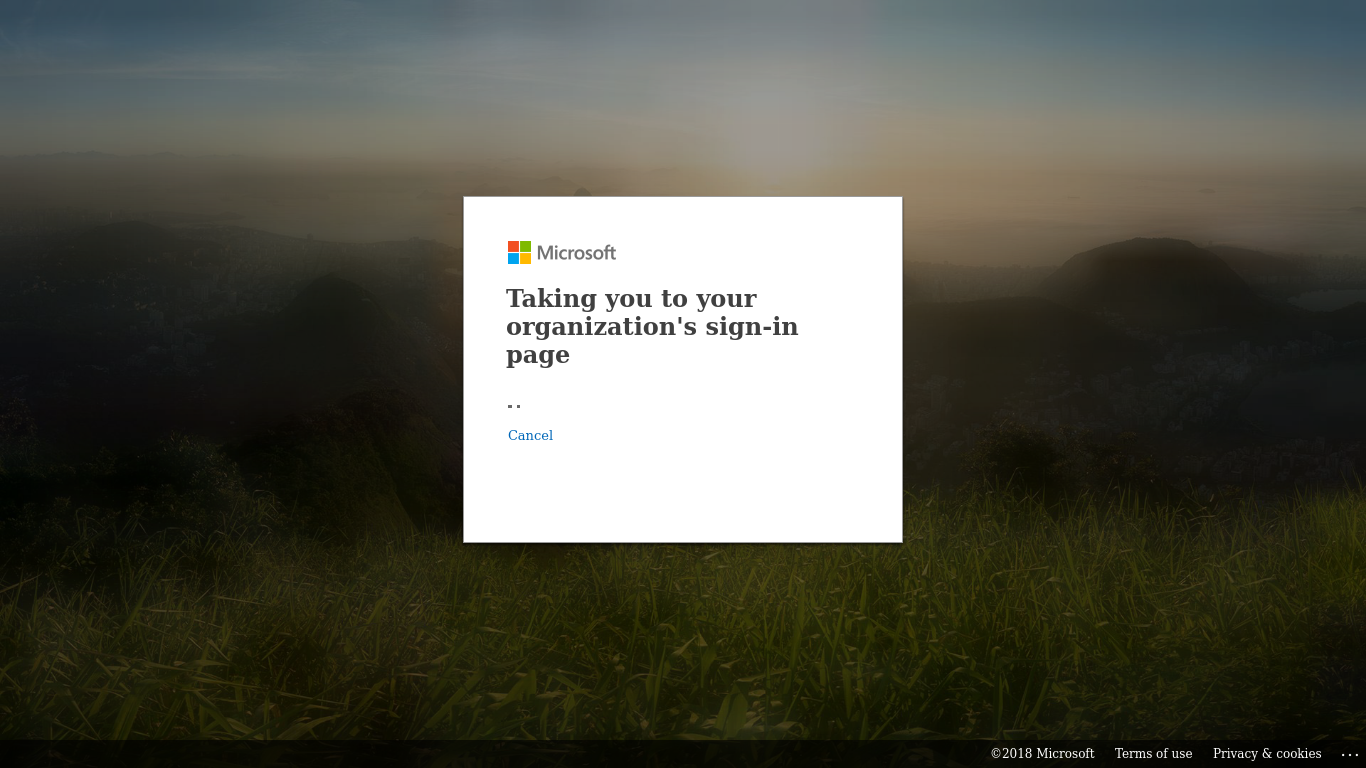 Microsoft
Taking you to your
organization's sign-in
page
Cancel
©2018 Microsoft Terms of use Privacy & cookies ...